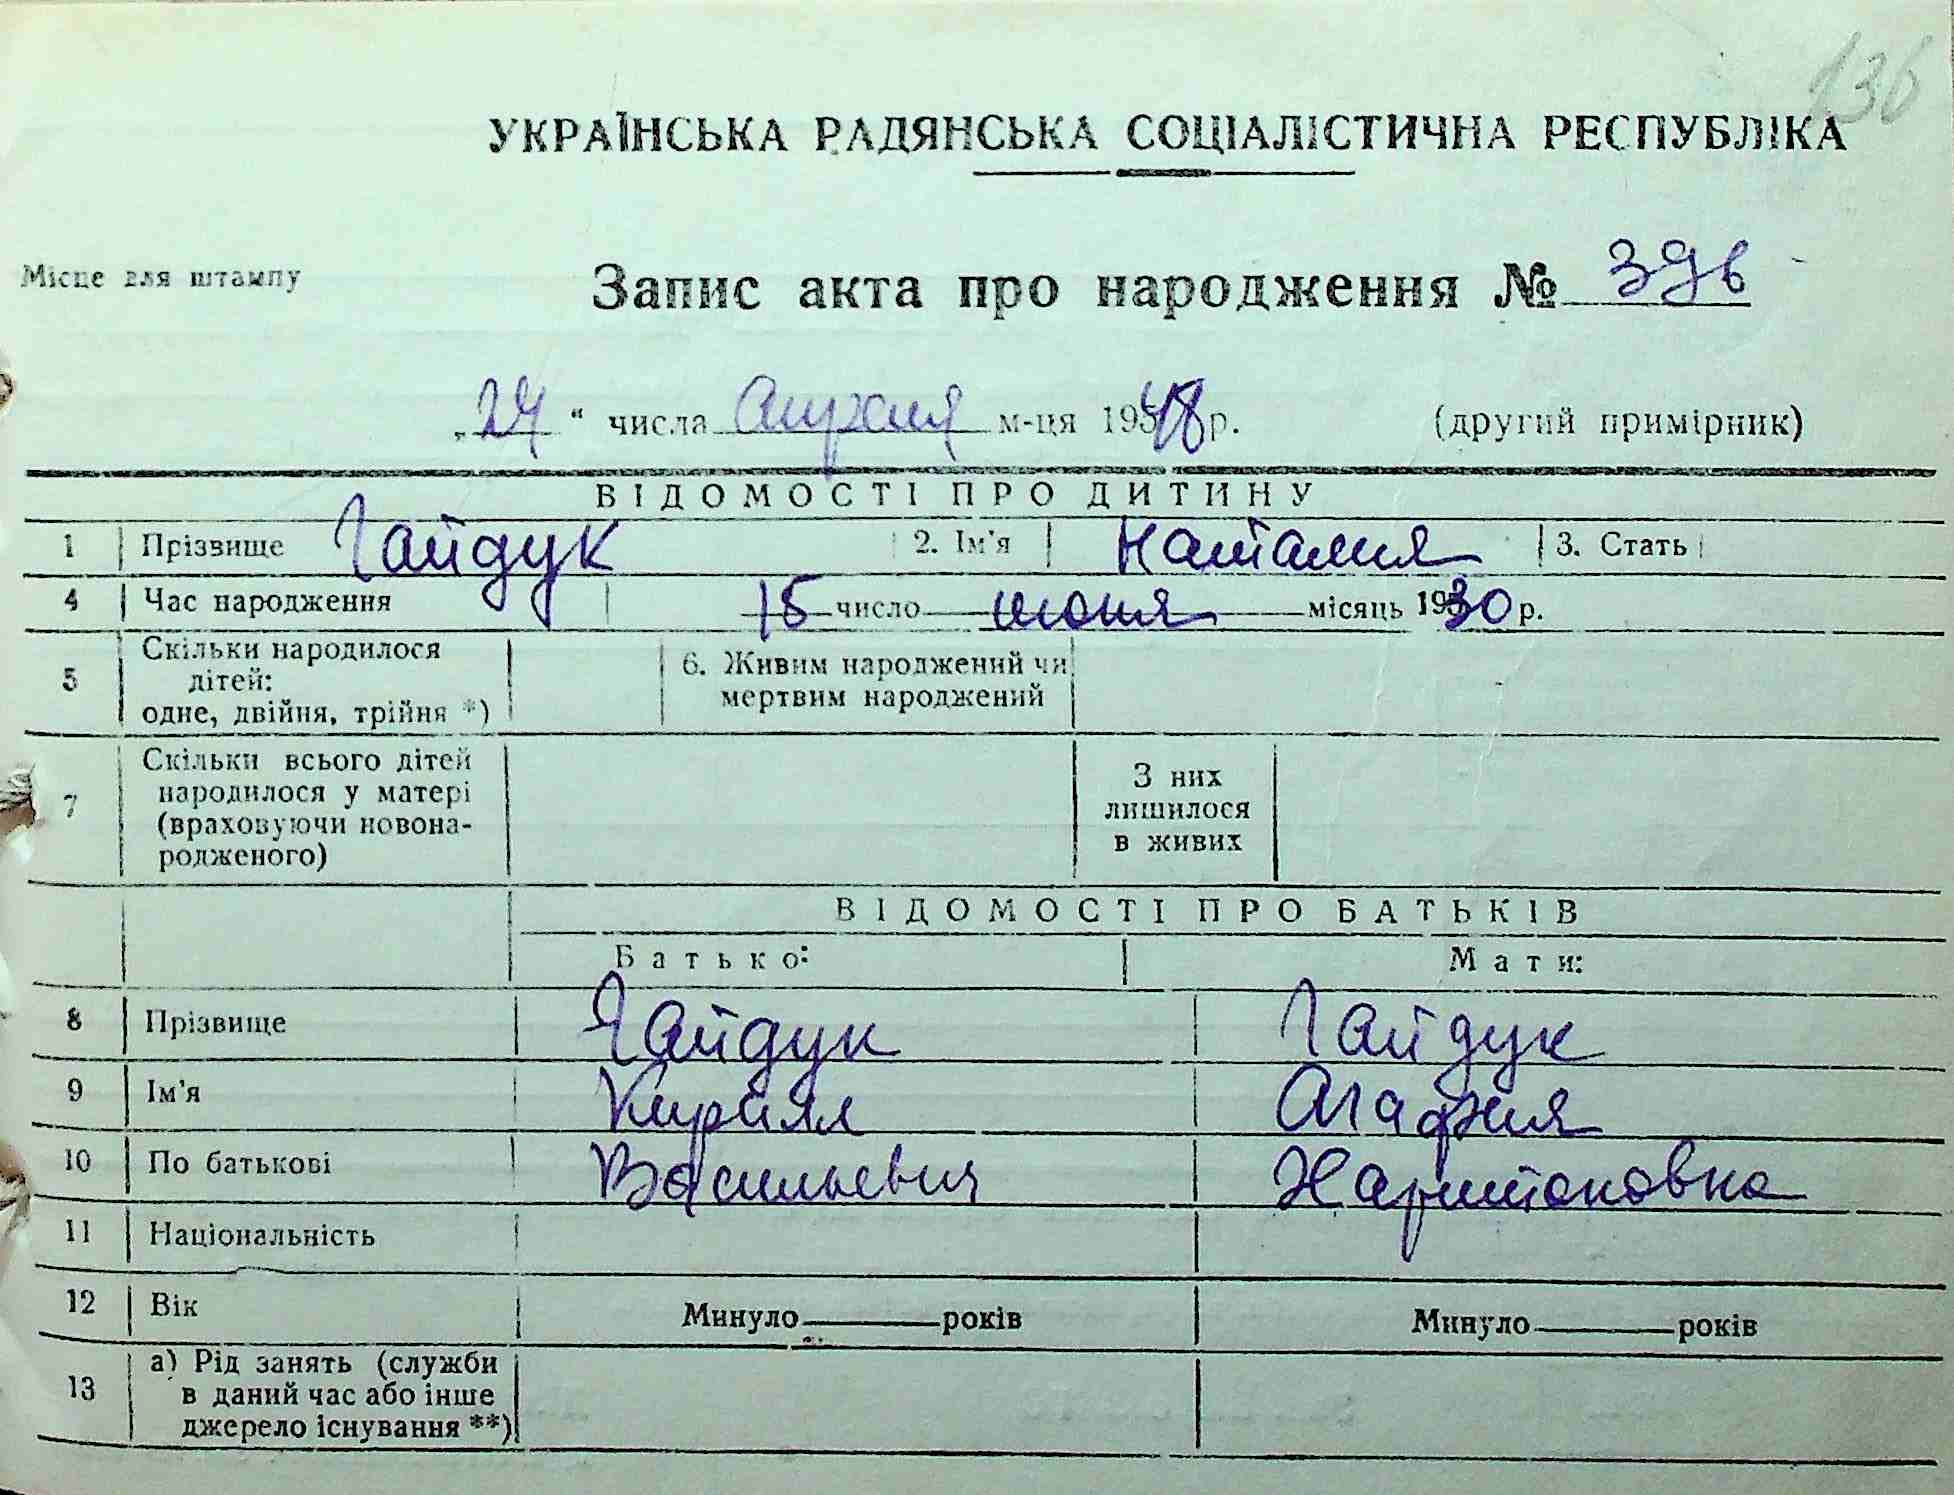 136
УКРАЇНСЬКА РАДЯНСЬКА СОЦІАЛІСТИЧНА РЕСПУБЛІКА
Місце для штампу
Запис акта про народження № 396
„24“ числа Апреля м-ця 1948 р. (другий примірник)
ВІДОМОСТІ ПРО ДИТИНУ
1 Прізвище Гайдук 2. Ім'я Наталия 3. Стать
4 Час народження 15 число июня місяць 1930 р.
5 Скільки народилося дітей: одне, двійня, трійня *) 6. Живим народжений чи мертвим народжений
7 Скільки всього дітей народилося у матері (враховуючи новона-родженого) З них лишилося в живих
ВІДОМОСТІ ПРО БАТЬКІВ
Батько: Мати:
8 Прізвище Гайдук Гайдук
9 Ім'я Кирилл Агафия
10 По батькові Васильевич Харитоновна
11 Національність
12 Вік Минуло років Минуло років
13 а) Рід занять (служби в даний час або інше джерело існування **)